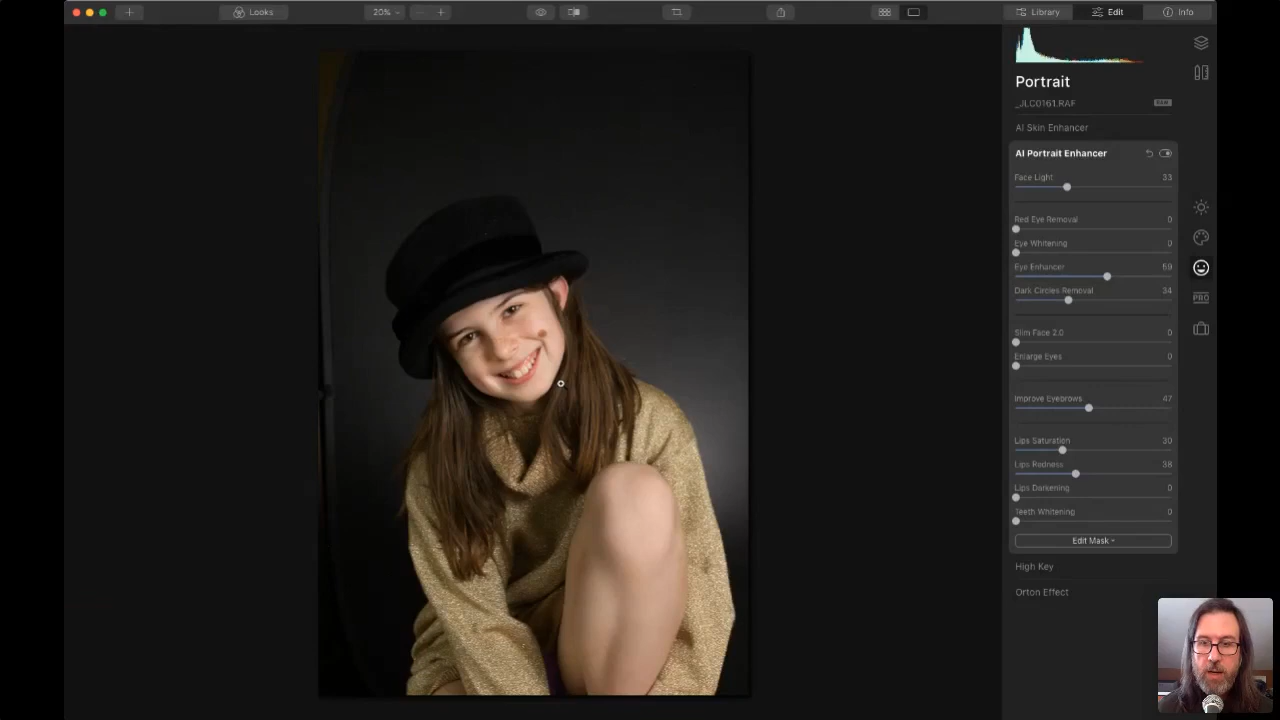 Looks
20%
Library
Edit
Info
Portrait
_JLC0161.RAF
RAW
AI Skin Enhancer
AI Portrait Enhancer
Face Light 33
Red Eye Removal 0
Eye Whitening 0
Eye Enhancer 59
Dark Circles Removal 34
Slim Face 2.0 0
Enlarge Eyes 0
Improve Eyebrows 47
Lips Saturation 30
Lips Redness 38
Lips Darkening 0
Teeth Whitening 0
Edit Mask
High Key
Orton Effect
PRO